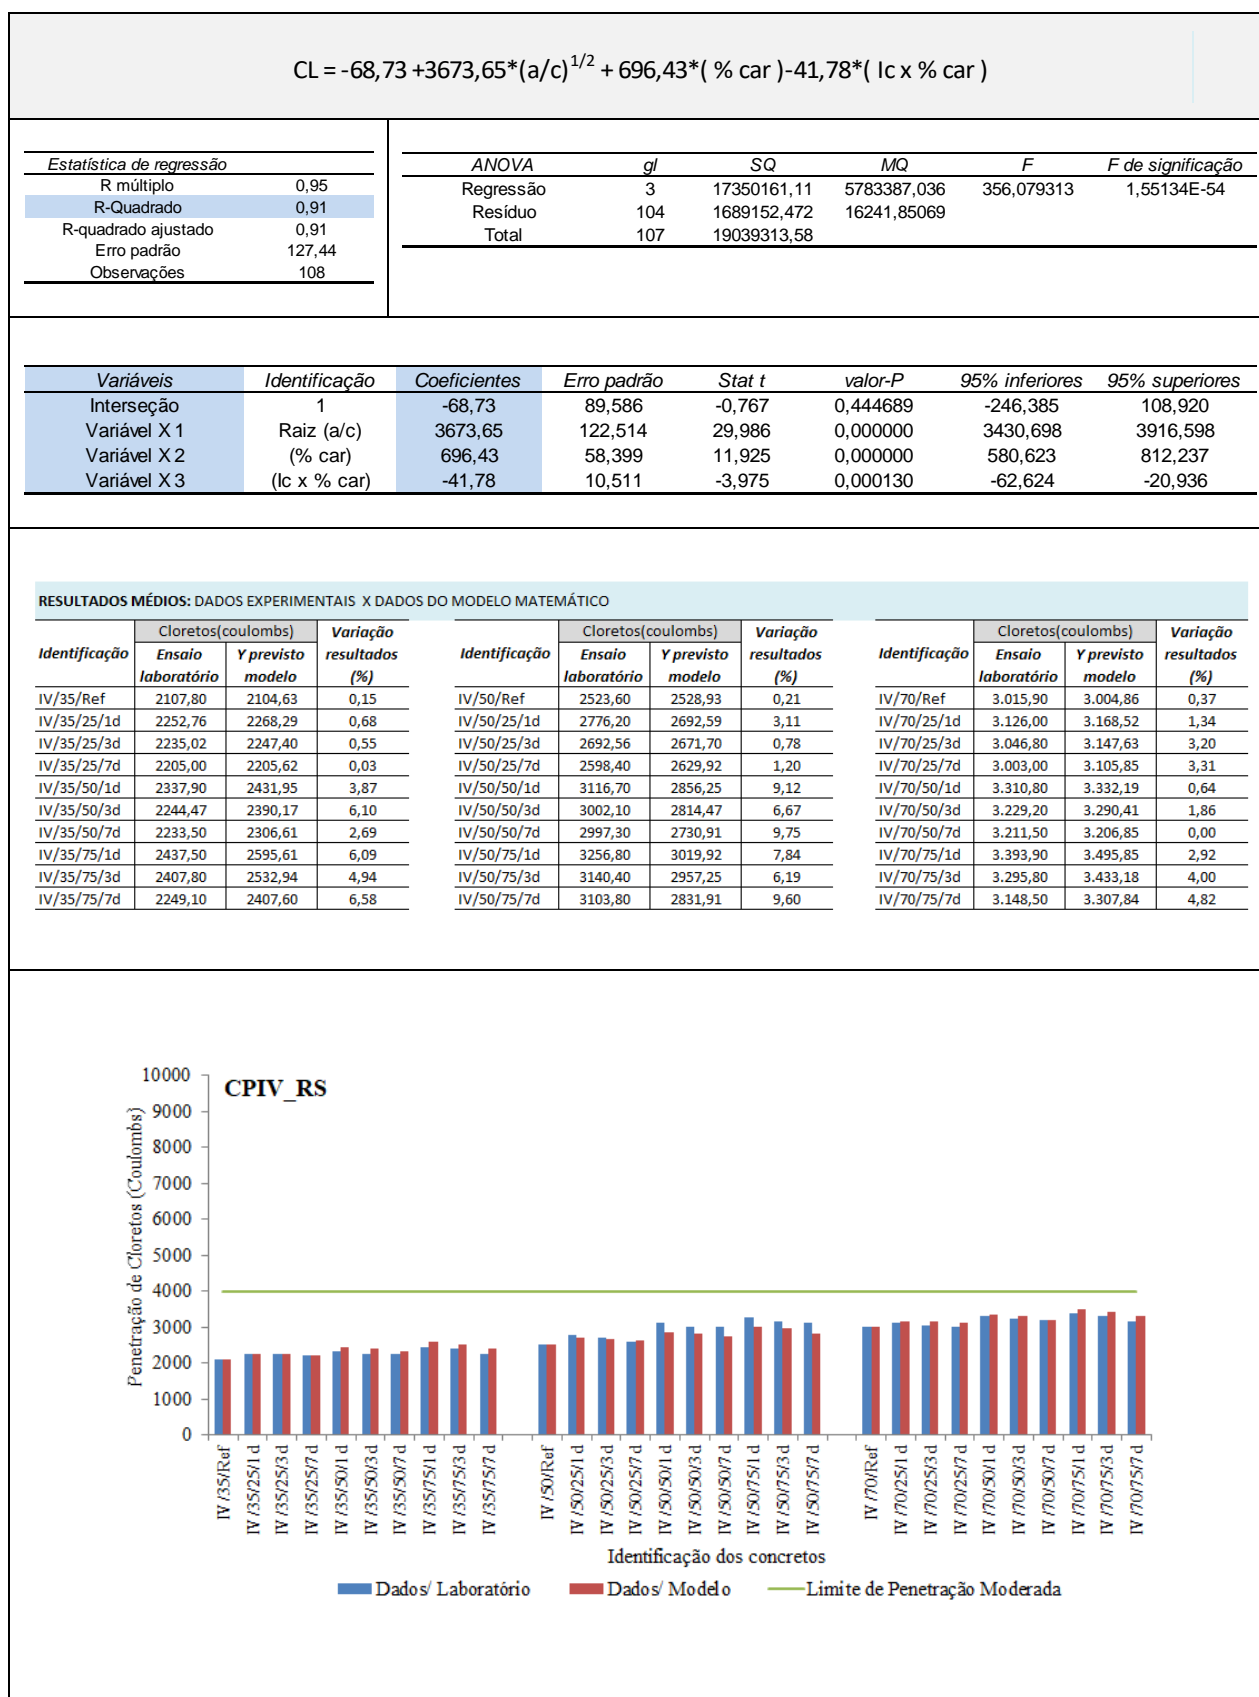 CL = -68,73 +3673,65*(a/c)^1/2 + 696,43*( % car )-41,78*( Ic x % car )
Estatística de regressão
R múltiplo 0,95
R-Quadrado 0,91
R-quadrado ajustado 0,91
Erro padrão 127,44
Observações 108
ANOVA gl SQ MQ F F de significação
Regressão 3 17350161,11 5783387,036 356,079313 1,55134E-54
Resíduo 104 1689152,472 16241,85069
Total 107 19039313,58
Variáveis Identificação Coeficientes Erro padrão Stat t valor-P 95% inferiores 95% superiores
Interseção 1 -68,73 89,586 -0,767 0,444689 -246,385 108,920
Variável X 1 Raiz (a/c) 3673,65 122,514 29,986 0,000000 3430,698 3916,598
Variável X 2 (% car) 696,43 58,399 11,925 0,000000 580,623 812,237
Variável X 3 (Ic x % car) -41,78 10,511 -3,975 0,000130 -62,624 -20,936
RESULTADOS MÉDIOS: DADOS EXPERIMENTAIS X DADOS DO MODELO MATEMÁTICO
Identificação Cloretos(coulombs) Variação resultados (%)
Ensaio laboratório Y previsto modelo
IV/35/Ref 2107,80 2104,63 0,15
IV/35/25/1d 2252,76 2268,29 0,68
IV/35/25/3d 2235,02 2247,40 0,55
IV/35/25/7d 2205,00 2205,62 0,03
IV/35/50/1d 2337,90 2431,95 3,87
IV/35/50/3d 2244,47 2390,17 6,10
IV/35/50/7d 2233,50 2306,61 2,69
IV/35/75/1d 2437,50 2595,61 6,09
IV/35/75/3d 2407,80 2532,94 4,94
IV/35/75/7d 2249,10 2407,60 6,58
Identificação Cloretos(coulombs) Variação resultados (%)
Ensaio laboratório Y previsto modelo
IV/50/Ref 2523,60 2528,93 0,21
IV/50/25/1d 2776,20 2692,59 3,11
IV/50/25/3d 2692,56 2671,70 0,78
IV/50/25/7d 2598,40 2629,92 1,20
IV/50/50/1d 3116,70 2856,25 9,12
IV/50/50/3d 3002,10 2814,47 6,67
IV/50/50/7d 2997,30 2730,91 9,75
IV/50/75/1d 3256,80 3019,92 7,84
IV/50/75/3d 3140,40 2957,25 6,19
IV/50/75/7d 3103,80 2831,91 9,60
Identificação Cloretos(coulombs) Variação resultados (%)
Ensaio laboratório Y previsto modelo
IV/70/Ref 3.015,90 3.004,86 0,37
IV/70/25/1d 3.126,00 3.168,52 1,34
IV/70/25/3d 3.046,80 3.147,63 3,20
IV/70/25/7d 3.003,00 3.105,85 3,31
IV/70/50/1d 3.310,80 3.332,19 0,64
IV/70/50/3d 3.229,20 3.290,41 1,86
IV/70/50/7d 3.211,50 3.206,85 0,00
IV/70/75/1d 3.393,90 3.495,85 2,92
IV/70/75/3d 3.295,80 3.433,18 4,00
IV/70/75/7d 3.148,50 3.307,84 4,82
CPIV_RS
Penetração de Cloretos (Coulombs)
10000
9000
8000
7000
6000
5000
4000
3000
2000
1000
0
IV/35/Ref
IV/35/25/1d
IV/35/25/3d
IV/35/25/7d
IV/35/50/1d
IV/35/50/3d
IV/35/50/7d
IV/35/75/1d
IV/35/75/3d
IV/35/75/7d
IV/50/Ref
IV/50/25/1d
IV/50/25/3d
IV/50/25/7d
IV/50/50/1d
IV/50/50/3d
IV/50/50/7d
IV/50/75/1d
IV/50/75/3d
IV/50/75/7d
IV/70/Ref
IV/70/25/1d
IV/70/25/3d
IV/70/25/7d
IV/70/50/1d
IV/70/50/3d
IV/70/50/7d
IV/70/75/1d
IV/70/75/3d
IV/70/75/7d
Identificação dos concretos
Dados/ Laboratório Dados/ Modelo Limite de Penetração Moderada